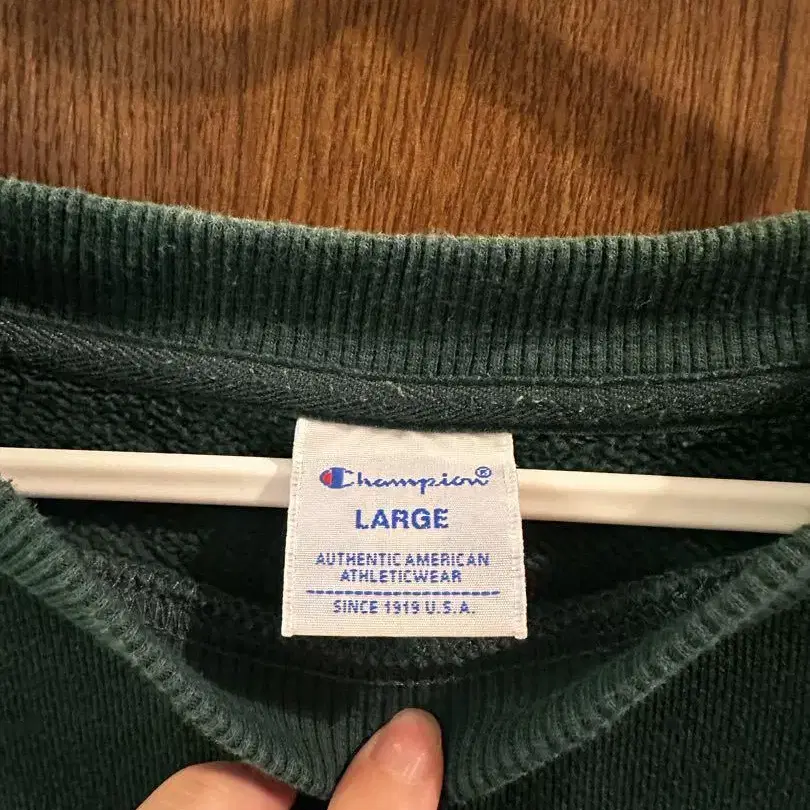 Champion®
LARGE
AUTHENTIC AMERICAN
ATHLETICWEAR
SINCE 1919 U.S.A.